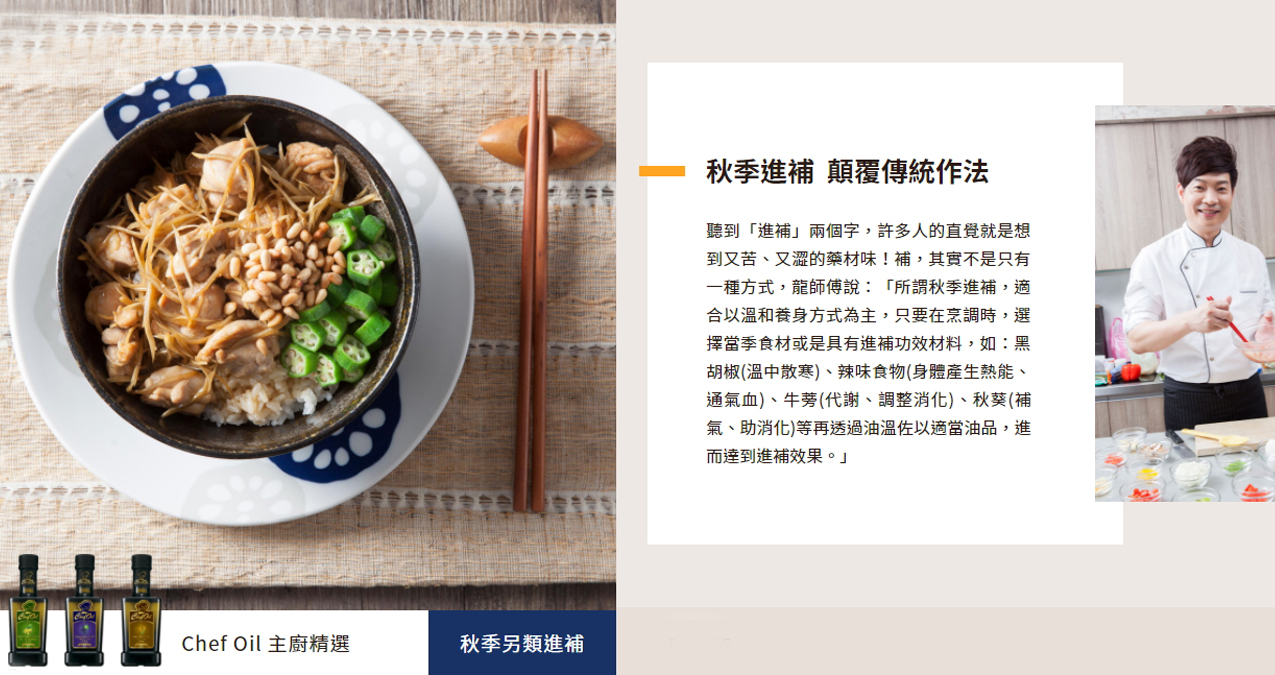 秋季進補 顛覆傳統作法
聽到「進補」兩個字，許多人的直覺就是想
到又苦、又澀的藥材味！補，其實不是只有
一種方式，龍師傅說：「所謂秋季進補，適
合以溫和養身方式為主，只要在烹調時，選
擇當季食材或是具有進補功效材料，如：黑
胡椒(溫中散寒)、辣味食物(身體產生熱能、
通氣血)、牛蒡(代謝、調整消化)、秋葵(補
氣、助消化)等再透過油溫佐以適當油品，進
而達到進補效果。」
Chef Oil 主廚精選
秋季另類進補